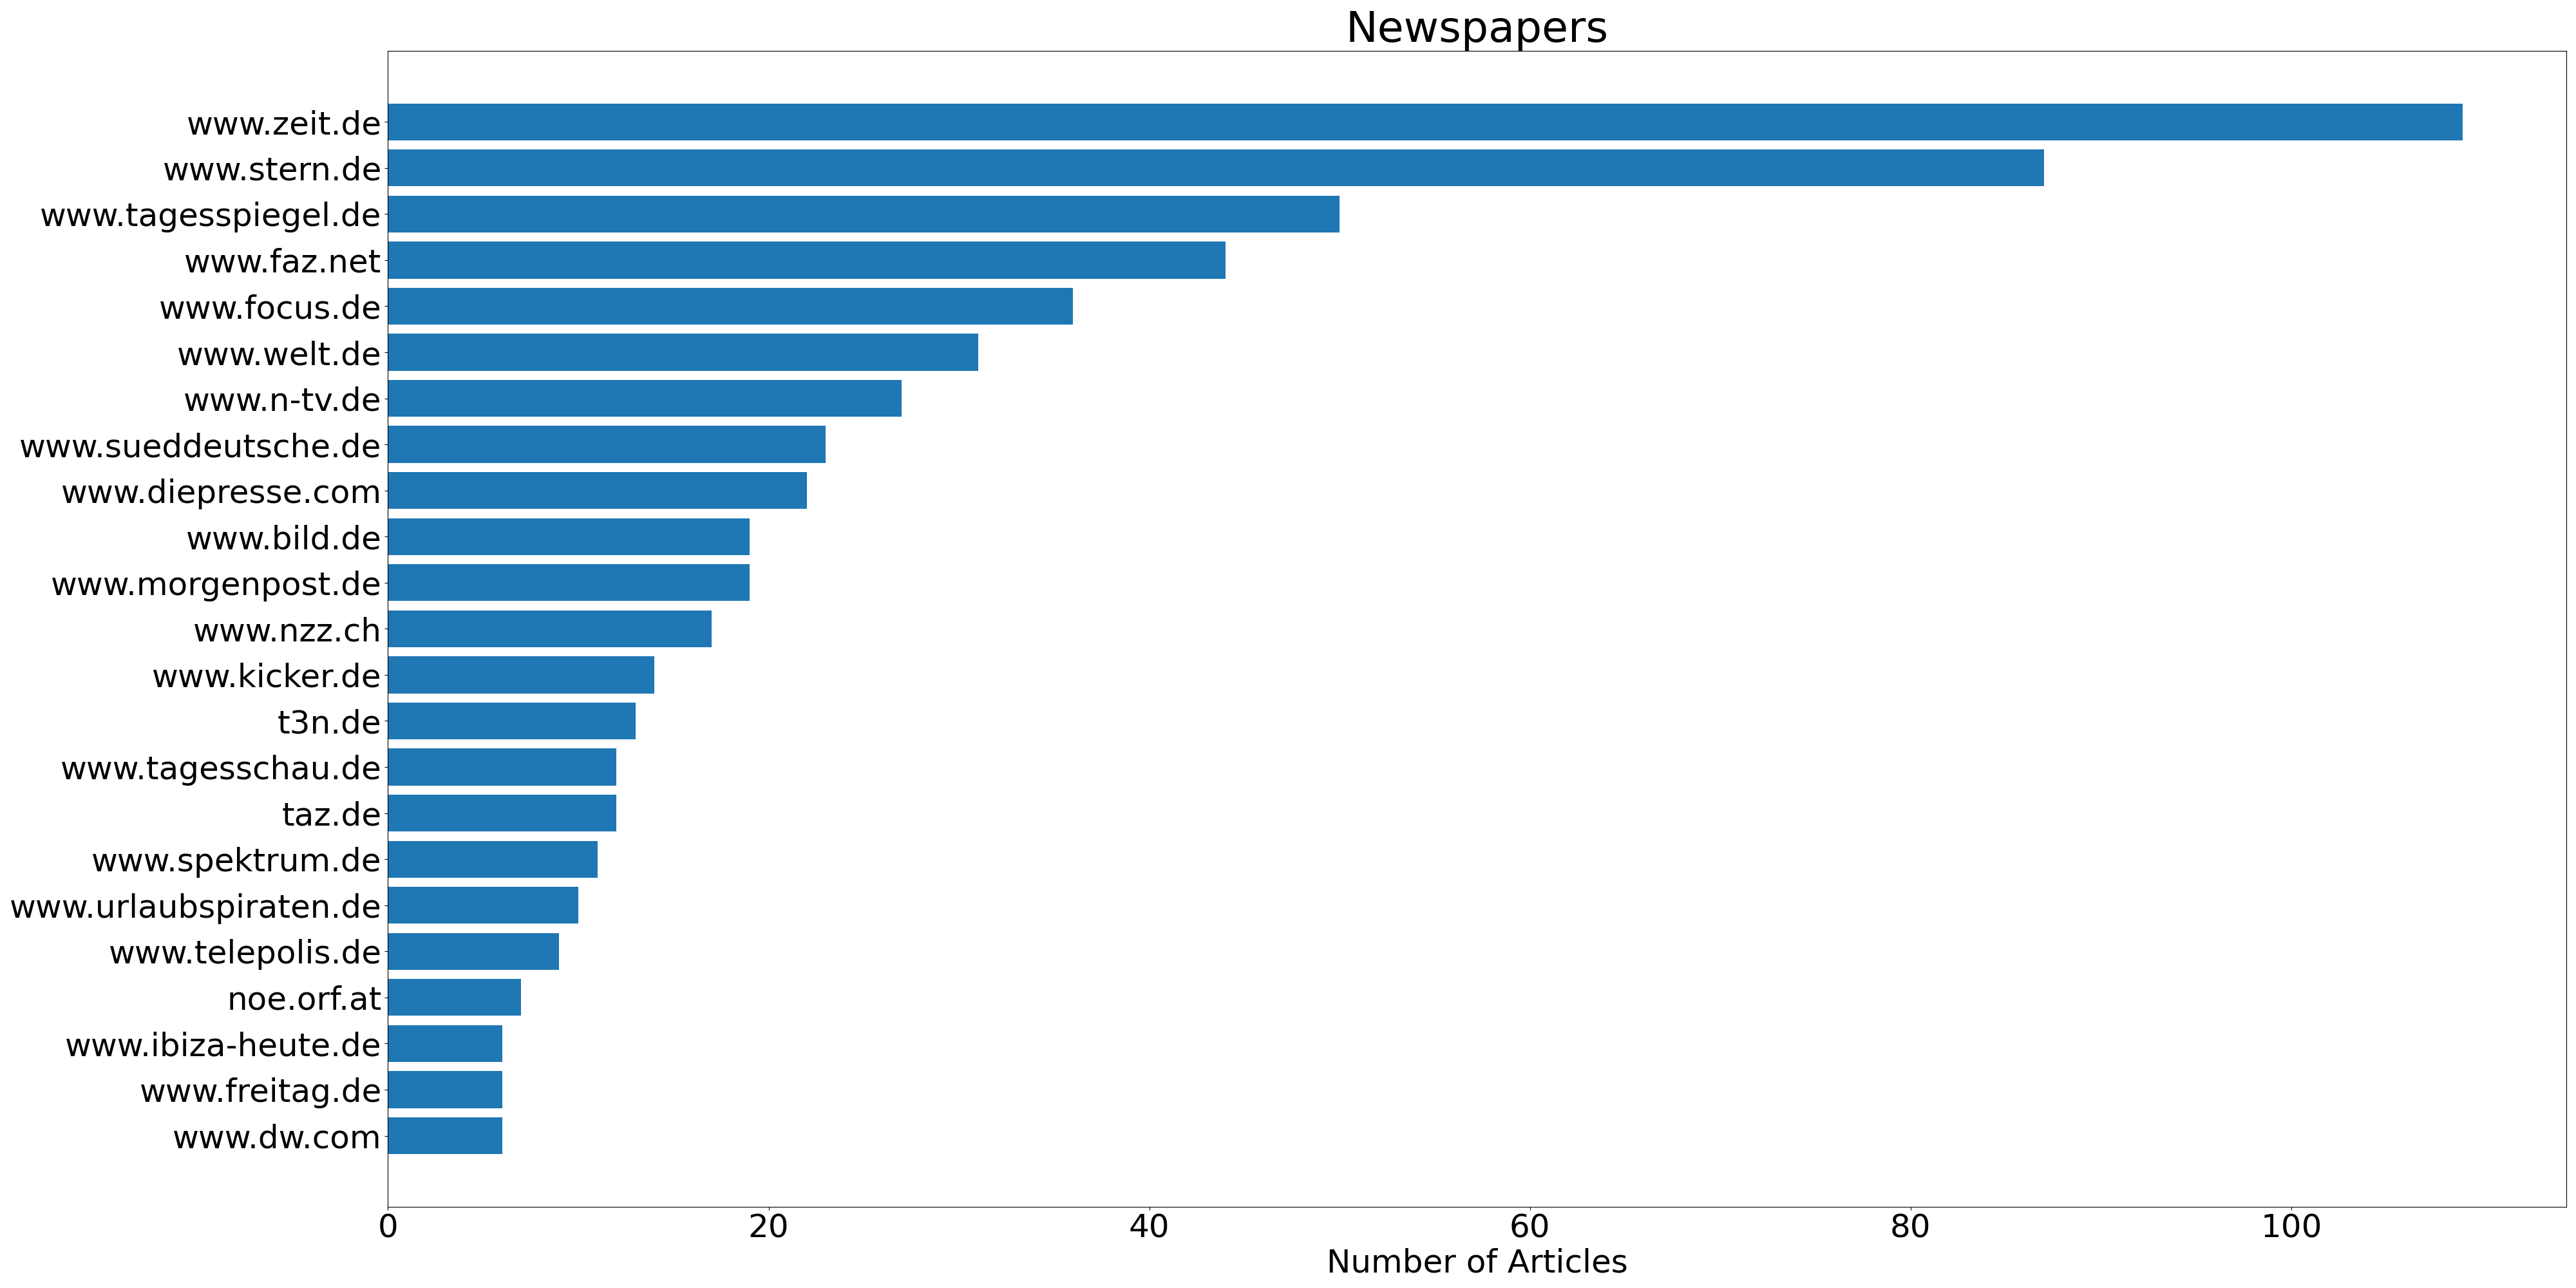 Newspapers
www.zeit.de
www.stern.de
www.tagesspiegel.de
www.faz.net
www.focus.de
www.welt.de
www.n-tv.de
www.sueddeutsche.de
www.diepresse.com
www.bild.de
www.morgenpost.de
www.nzz.ch
www.kicker.de
t3n.de
www.tagesschau.de
taz.de
www.spektrum.de
www.urlaubspiraten.de
www.telepolis.de
noe.orf.at
www.ibiza-heute.de
www.freitag.de
www.dw.com
0 20 40 60 80 100
Number of Articles